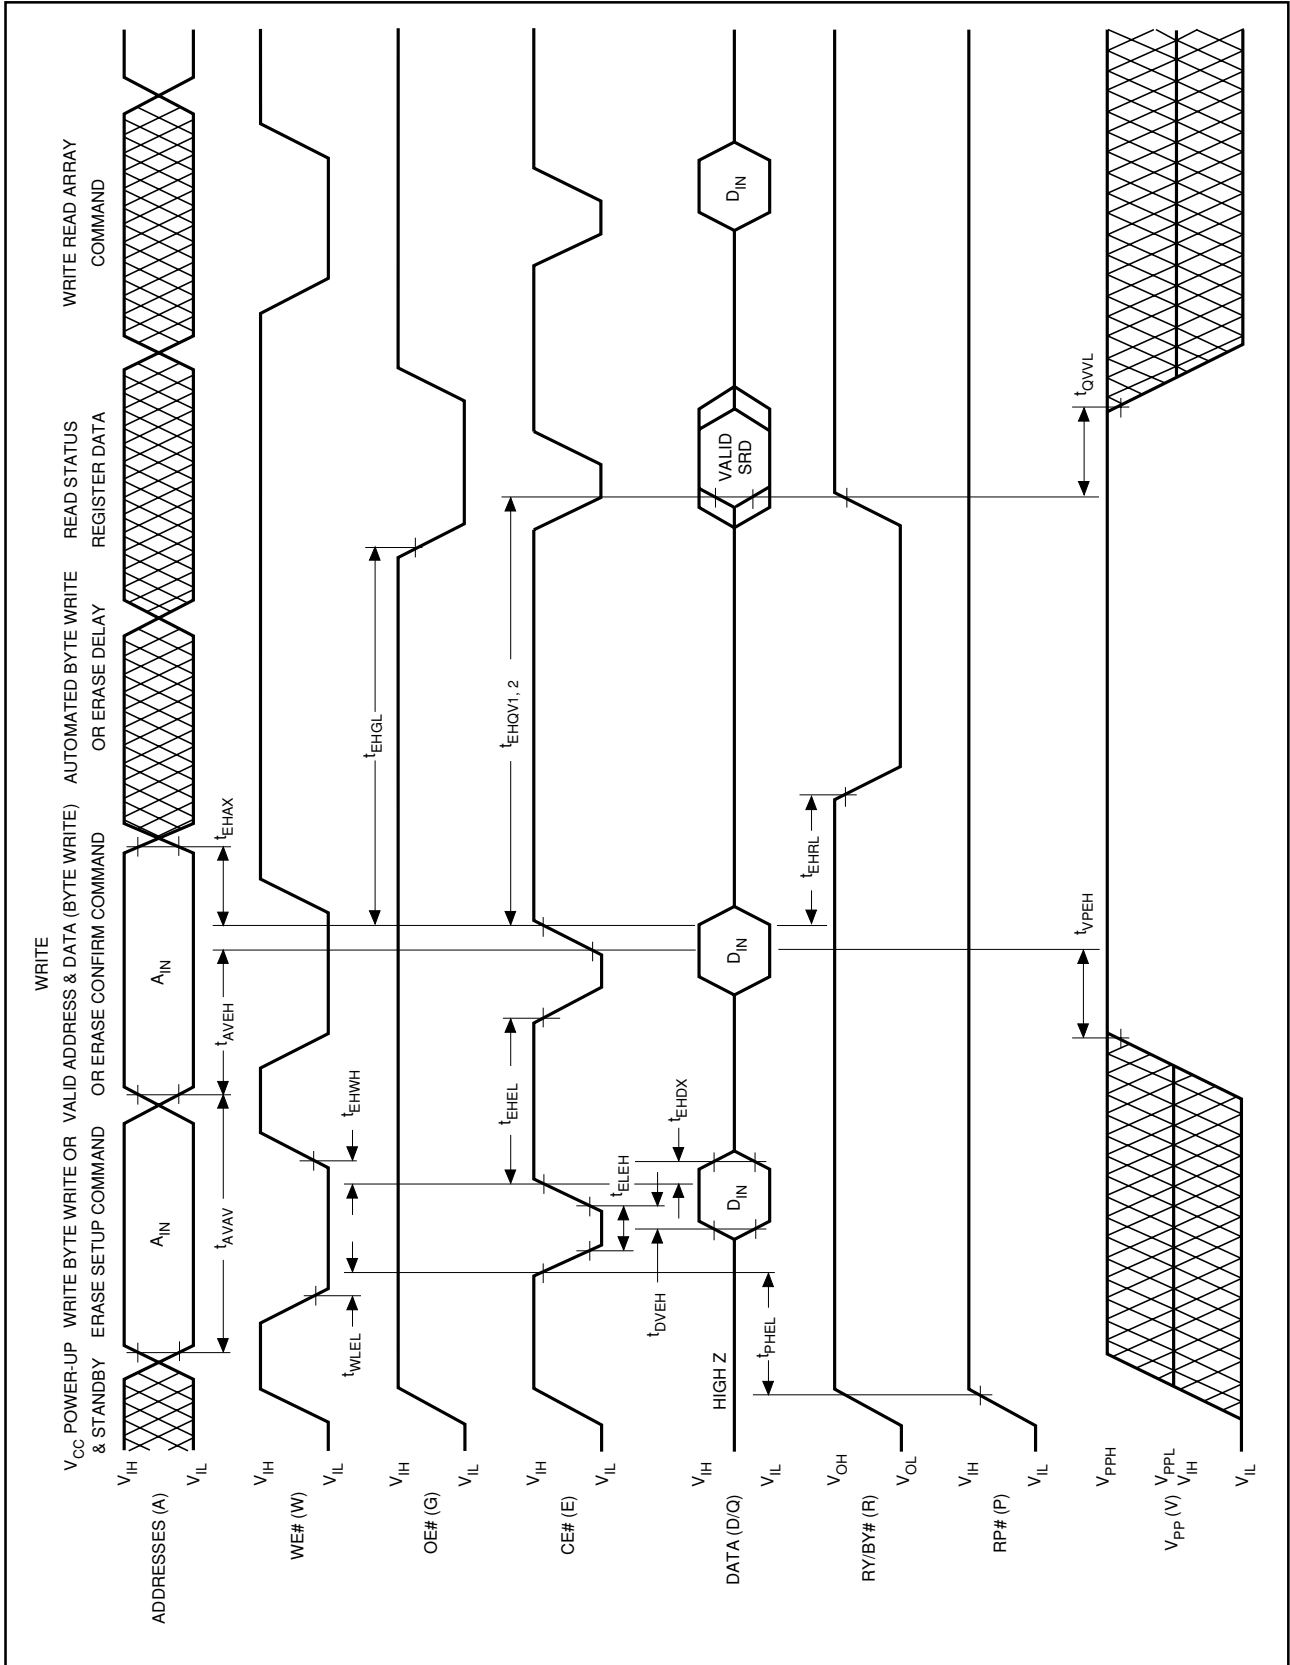 WRITE
V_CC POWER-UP
& STANDBY
WRITE BYTE WRITE OR
ERASE SETUP COMMAND
VALID ADDRESS & DATA (BYTE WRITE)
OR ERASE CONFIRM COMMAND
AUTOMATED BYTE WRITE
OR ERASE DELAY
READ STATUS
REGISTER DATA
WRITE READ ARRAY
COMMAND
ADDRESSES (A)
V_IH
V_IL
A_IN
A_IN
t_AVAV
t_AVEH
t_EHAX
WE# (W)
V_IH
V_IL
t_WLEL
t_EHWH
OE# (G)
V_IH
V_IL
t_EHGL
CE# (E)
V_IH
V_IL
t_EHEL
t_EHQV1, 2
t_ELEH
t_DVEH
t_EHDX
DATA (D/Q)
V_IH
V_IL
HIGH Z
D_IN
D_IN
VALID
SRD
D_IN
t_PHEL
t_EHRL
RY/BY# (R)
V_OH
V_OL
RP# (P)
V_IH
V_IL
t_VPEH
t_QVVL
V_PP (V)
V_PPH
V_PPL
V_IH
V_IL